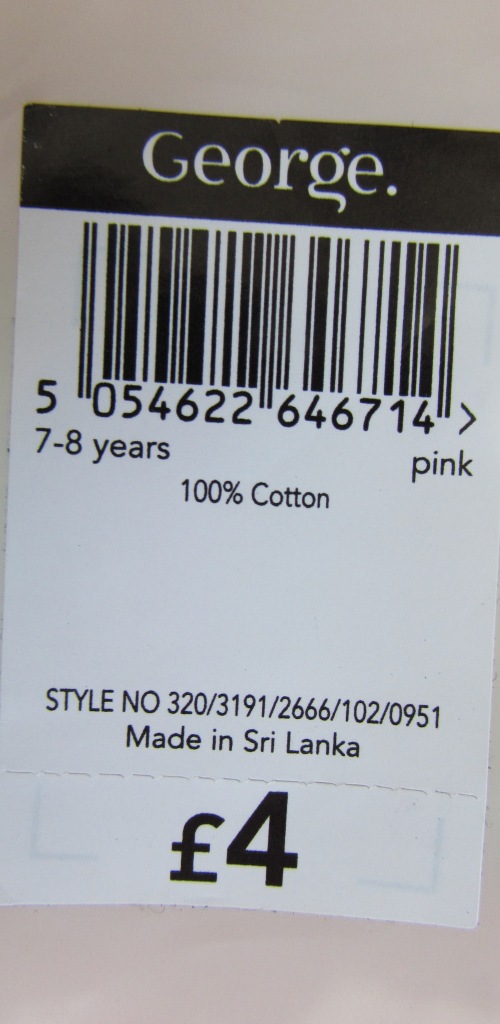 George.
5 054622 646714 >
7-8 years
pink
100% Cotton
STYLE NO 320/3191/2666/102/0951
Made in Sri Lanka
£4